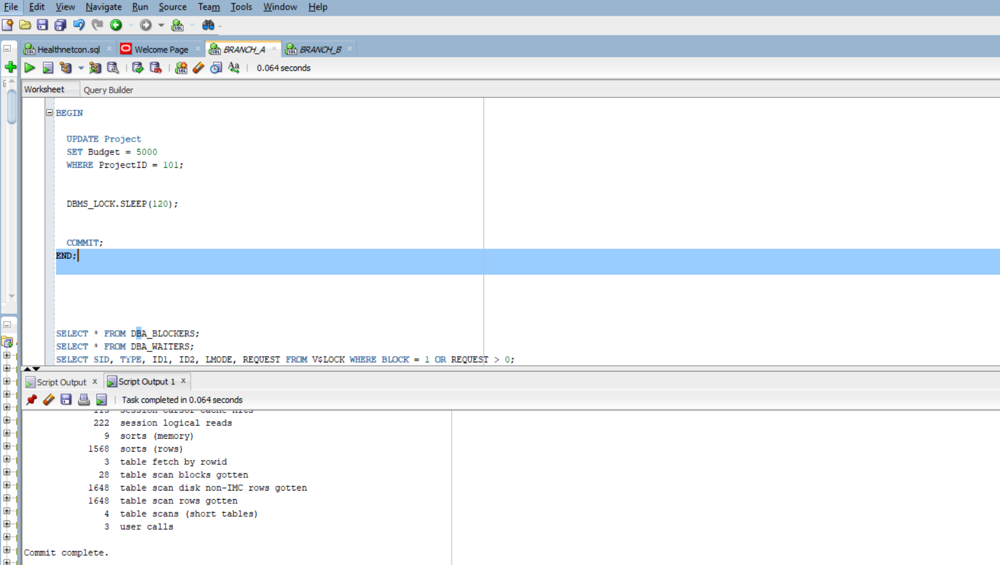 File Edit View Navigate Run Source Team Tools Window Help
Healthnetcon.sql Welcome Page BRANCH_A BRANCH_B
0.064 seconds
Worksheet Query Builder
BEGIN
UPDATE Project
SET Budget = 5000
WHERE ProjectID = 101;
DBMS_LOCK.SLEEP(120);
COMMIT;
END;
SELECT * FROM DBA_BLOCKERS;
SELECT * FROM DBA_WAITERS;
SELECT SID, TYPE, ID1, ID2, LMODE, REQUEST FROM V$LOCK WHERE BLOCK = 1 OR REQUEST > 0;
Script Output x Script Output 1 x
Task completed in 0.064 seconds
session cursor cache hits
222 session logical reads
9 sorts (memory)
1568 sorts (rows)
3 table fetch by rowid
28 table scan blocks gotten
1648 table scan disk non-IMC rows gotten
1648 table scan rows gotten
4 table scans (short tables)
3 user calls
Commit complete.